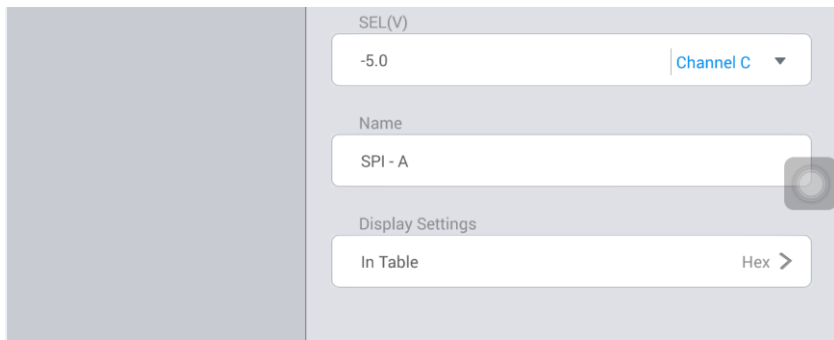 SEL(V)
-5.0 Channel C
Name
SPI - A
Display Settings
In Table Hex